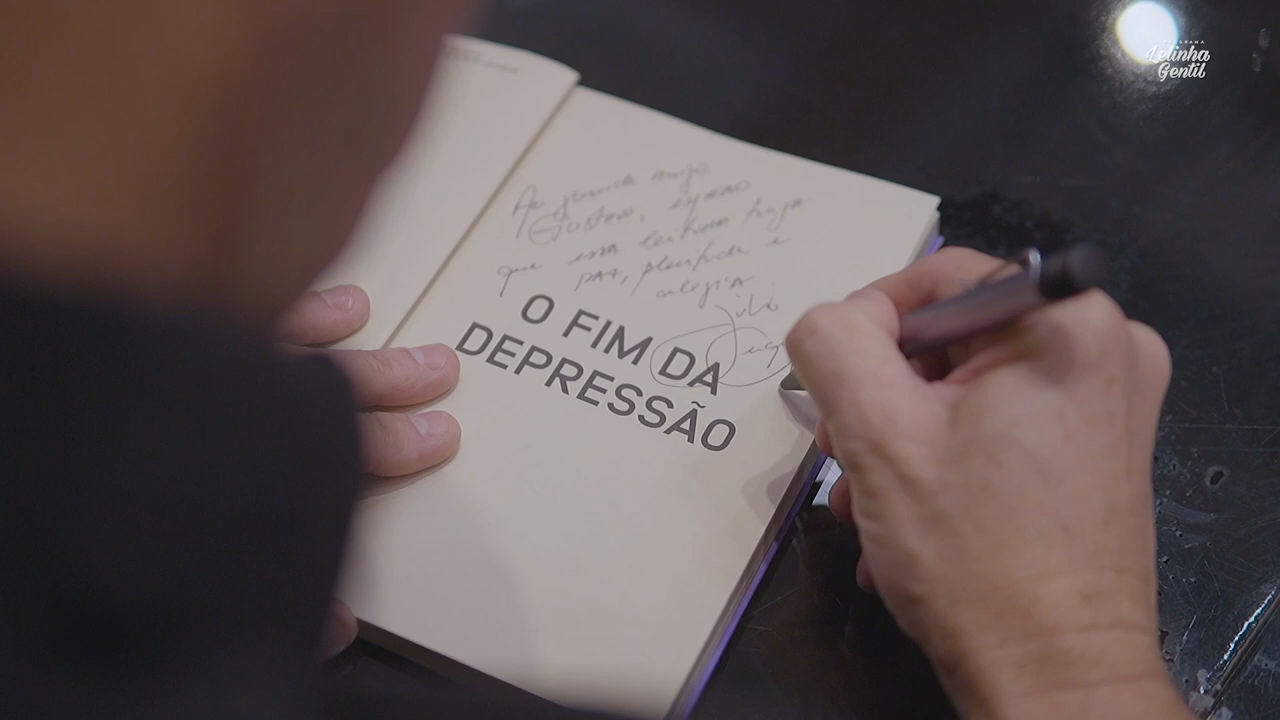 PROGRAMA
Lelinha
Gentil
Ao grande amigo
Gustavo, espero
que essa leitura traga
paz, plenitude e
alegria
O FIM DA
DEPRESSÃO